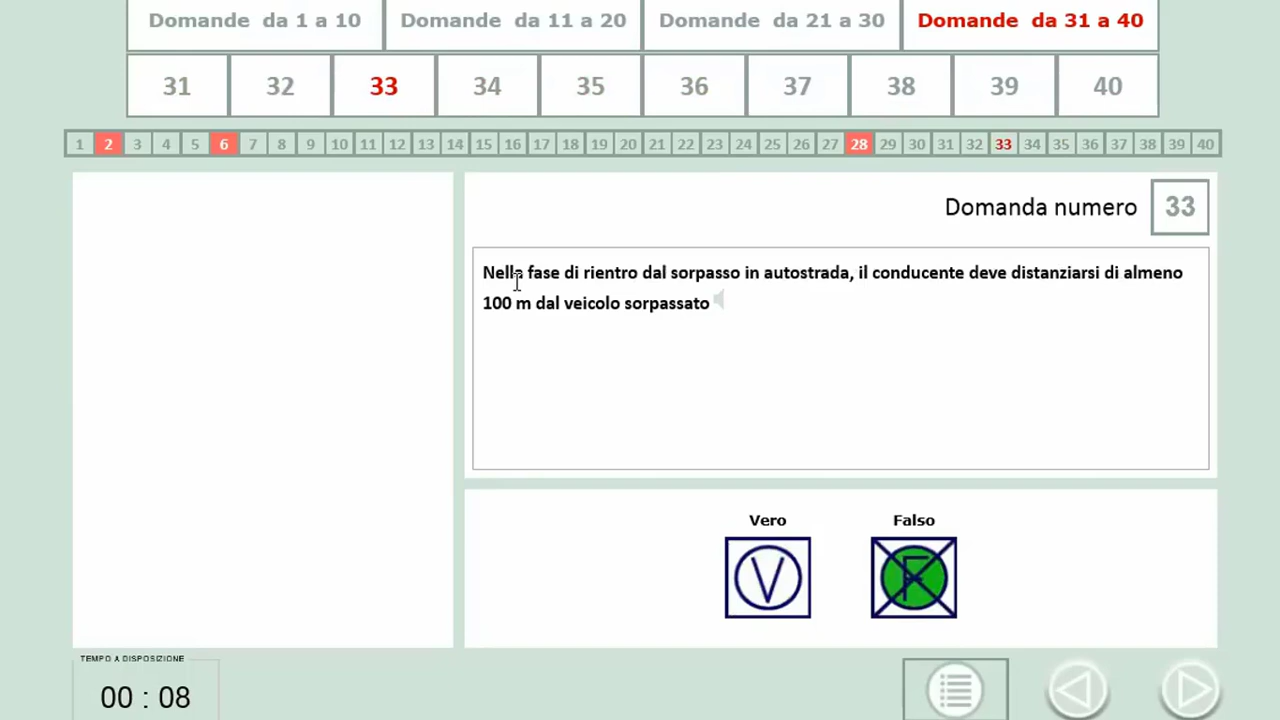 Domande da 1 a 10 Domande da 11 a 20 Domande da 21 a 30 Domande da 31 a 40
31 32 33 34 35 36 37 38 39 40
1 2 3 4 5 6 7 8 9 10 11 12 13 14 15 16 17 18 19 20 21 22 23 24 25 26 27 28 29 30 31 32 33 34 35 36 37 38 39 40
Domanda numero 33
Nella fase di rientro dal sorpasso in autostrada, il conducente deve distanziarsi di almeno
100 m dal veicolo sorpassato
Vero Falso
V F
TEMPO A DISPOSIZIONE
00 : 08